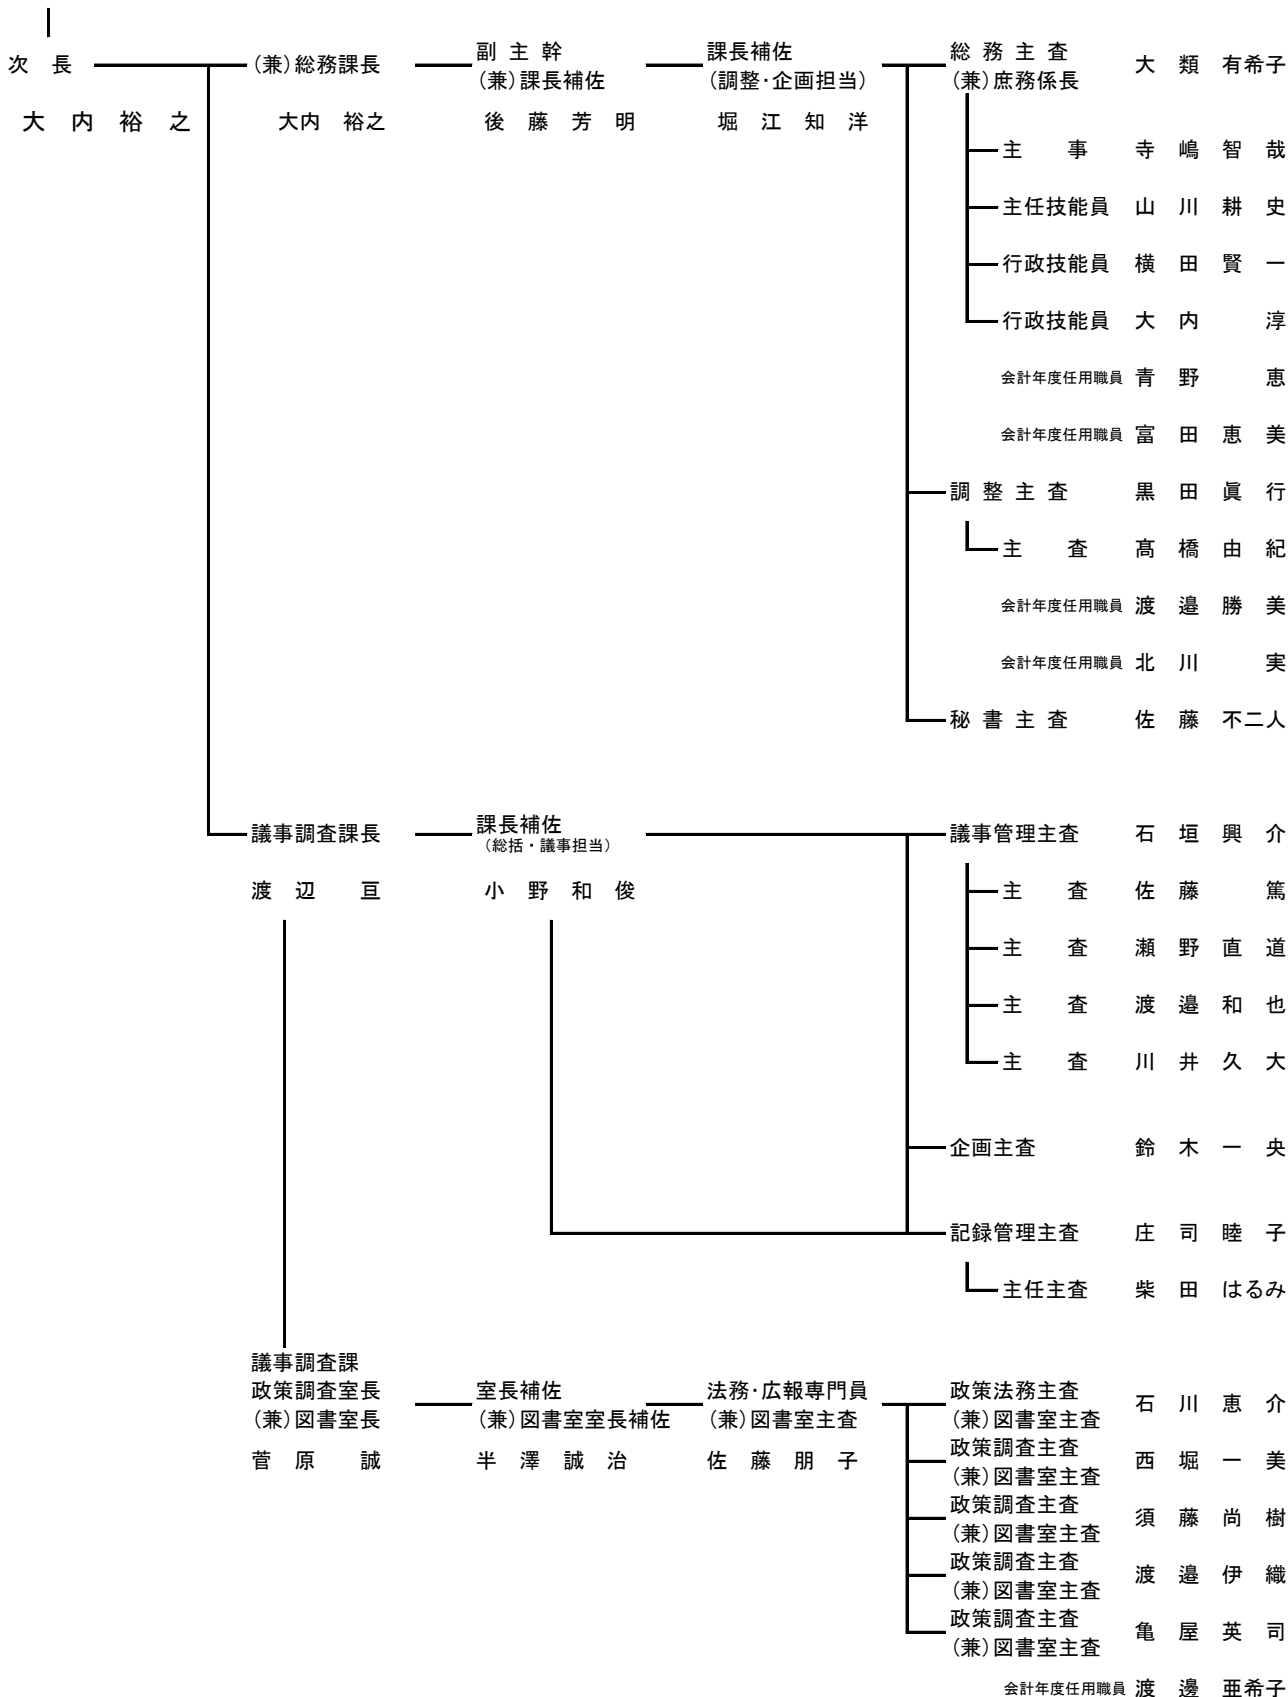 次 長 (兼)総務課長 副 主 幹 (兼)課長補佐 課長補佐 (調整・企画担当) 総 務 主 査 (兼)庶務係長 大 類 有希子
大 内 裕 之 大内 裕之 後 藤 芳 明 堀 江 知 洋
主 事 寺 嶋 智 哉
主任技能員 山 川 耕 史
行政技能員 横 田 賢 一
行政技能員 大 内 淳
会計年度任用職員 青 野 恵
会計年度任用職員 富 田 恵 美
調 整 主 査 黒 田 眞 行
主 査 髙 橋 由 紀
会計年度任用職員 渡 邉 勝 美
会計年度任用職員 北 川 実
秘 書 主 査 佐 藤 不二人
議事調査課長 課長補佐 (総括・議事担当) 議事管理主査 石 垣 興 介
渡 辺 亘 小 野 和 俊 主 査 佐 藤 篤
主 査 瀬 野 直 道
主 査 渡 邉 和 也
主 査 川 井 久 大
企画主査 鈴 木 一 央
記録管理主査 庄 司 睦 子
主任主査 柴 田 はるみ
議事調査課
政策調査室長 (兼)図書室長 室長補佐 (兼)図書室室長補佐 法務・広報専門員 (兼)図書室主査 政策法務主査 (兼)図書室主査 石 川 恵 介
菅 原 誠 半 澤 誠 治 佐 藤 朋 子 政策調査主査 (兼)図書室主査 西 堀 一 美
政策調査主査 (兼)図書室主査 須 藤 尚 樹
政策調査主査 (兼)図書室主査 渡 邉 伊 織
政策調査主査 (兼)図書室主査 亀 屋 英 司
会計年度任用職員 渡 邊 亜希子